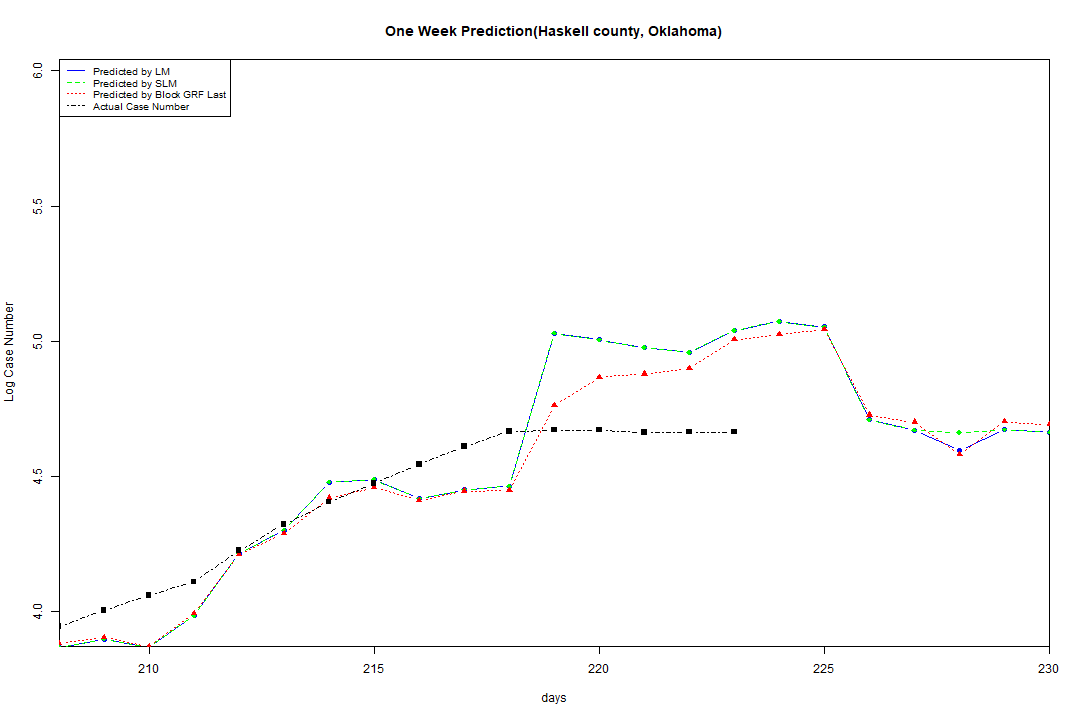 One Week Prediction(Haskell county, Oklahoma)
Predicted by LM
Predicted by SLM
Predicted by Block GRF Last
Actual Case Number
6.0
5.5
5.0
4.5
4.0
Log Case Number
210 215 220 225 230
days